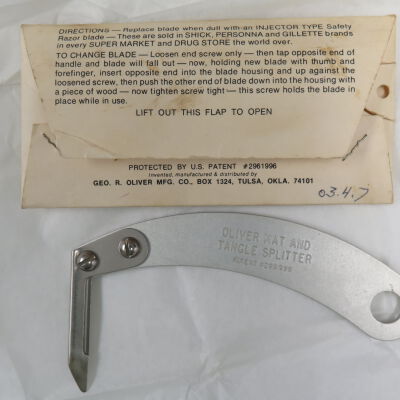 DIRECTIONS — Replace blade when dull with an INJECTOR TYPE Safety
Razor blade — These are sold in SHICK, PERSONNA and GILLETTE brands
in every SUPER MARKET and DRUG STORE the world over.
TO CHANGE BLADE — Loosen end screw only — then tap opposite end of
handle and blade will fall out — now, holding new blade with thumb and
forefinger, insert opposite end into the blade housing and up against the
loosened screw, then push the other end of blade down into the housing with
a piece of wood — now tighten screw tight — this screw holds the blade in
place while in use.
LIFT OUT THIS FLAP TO OPEN
PROTECTED BY U.S. PATENT #2961996
Invented, manufactured & distributed by
GEO. R. OLIVER MFG. CO., BOX 1324, TULSA, OKLA. 74101
03.4.7
OLIVER MAT AND
TANGLE SPLITTER